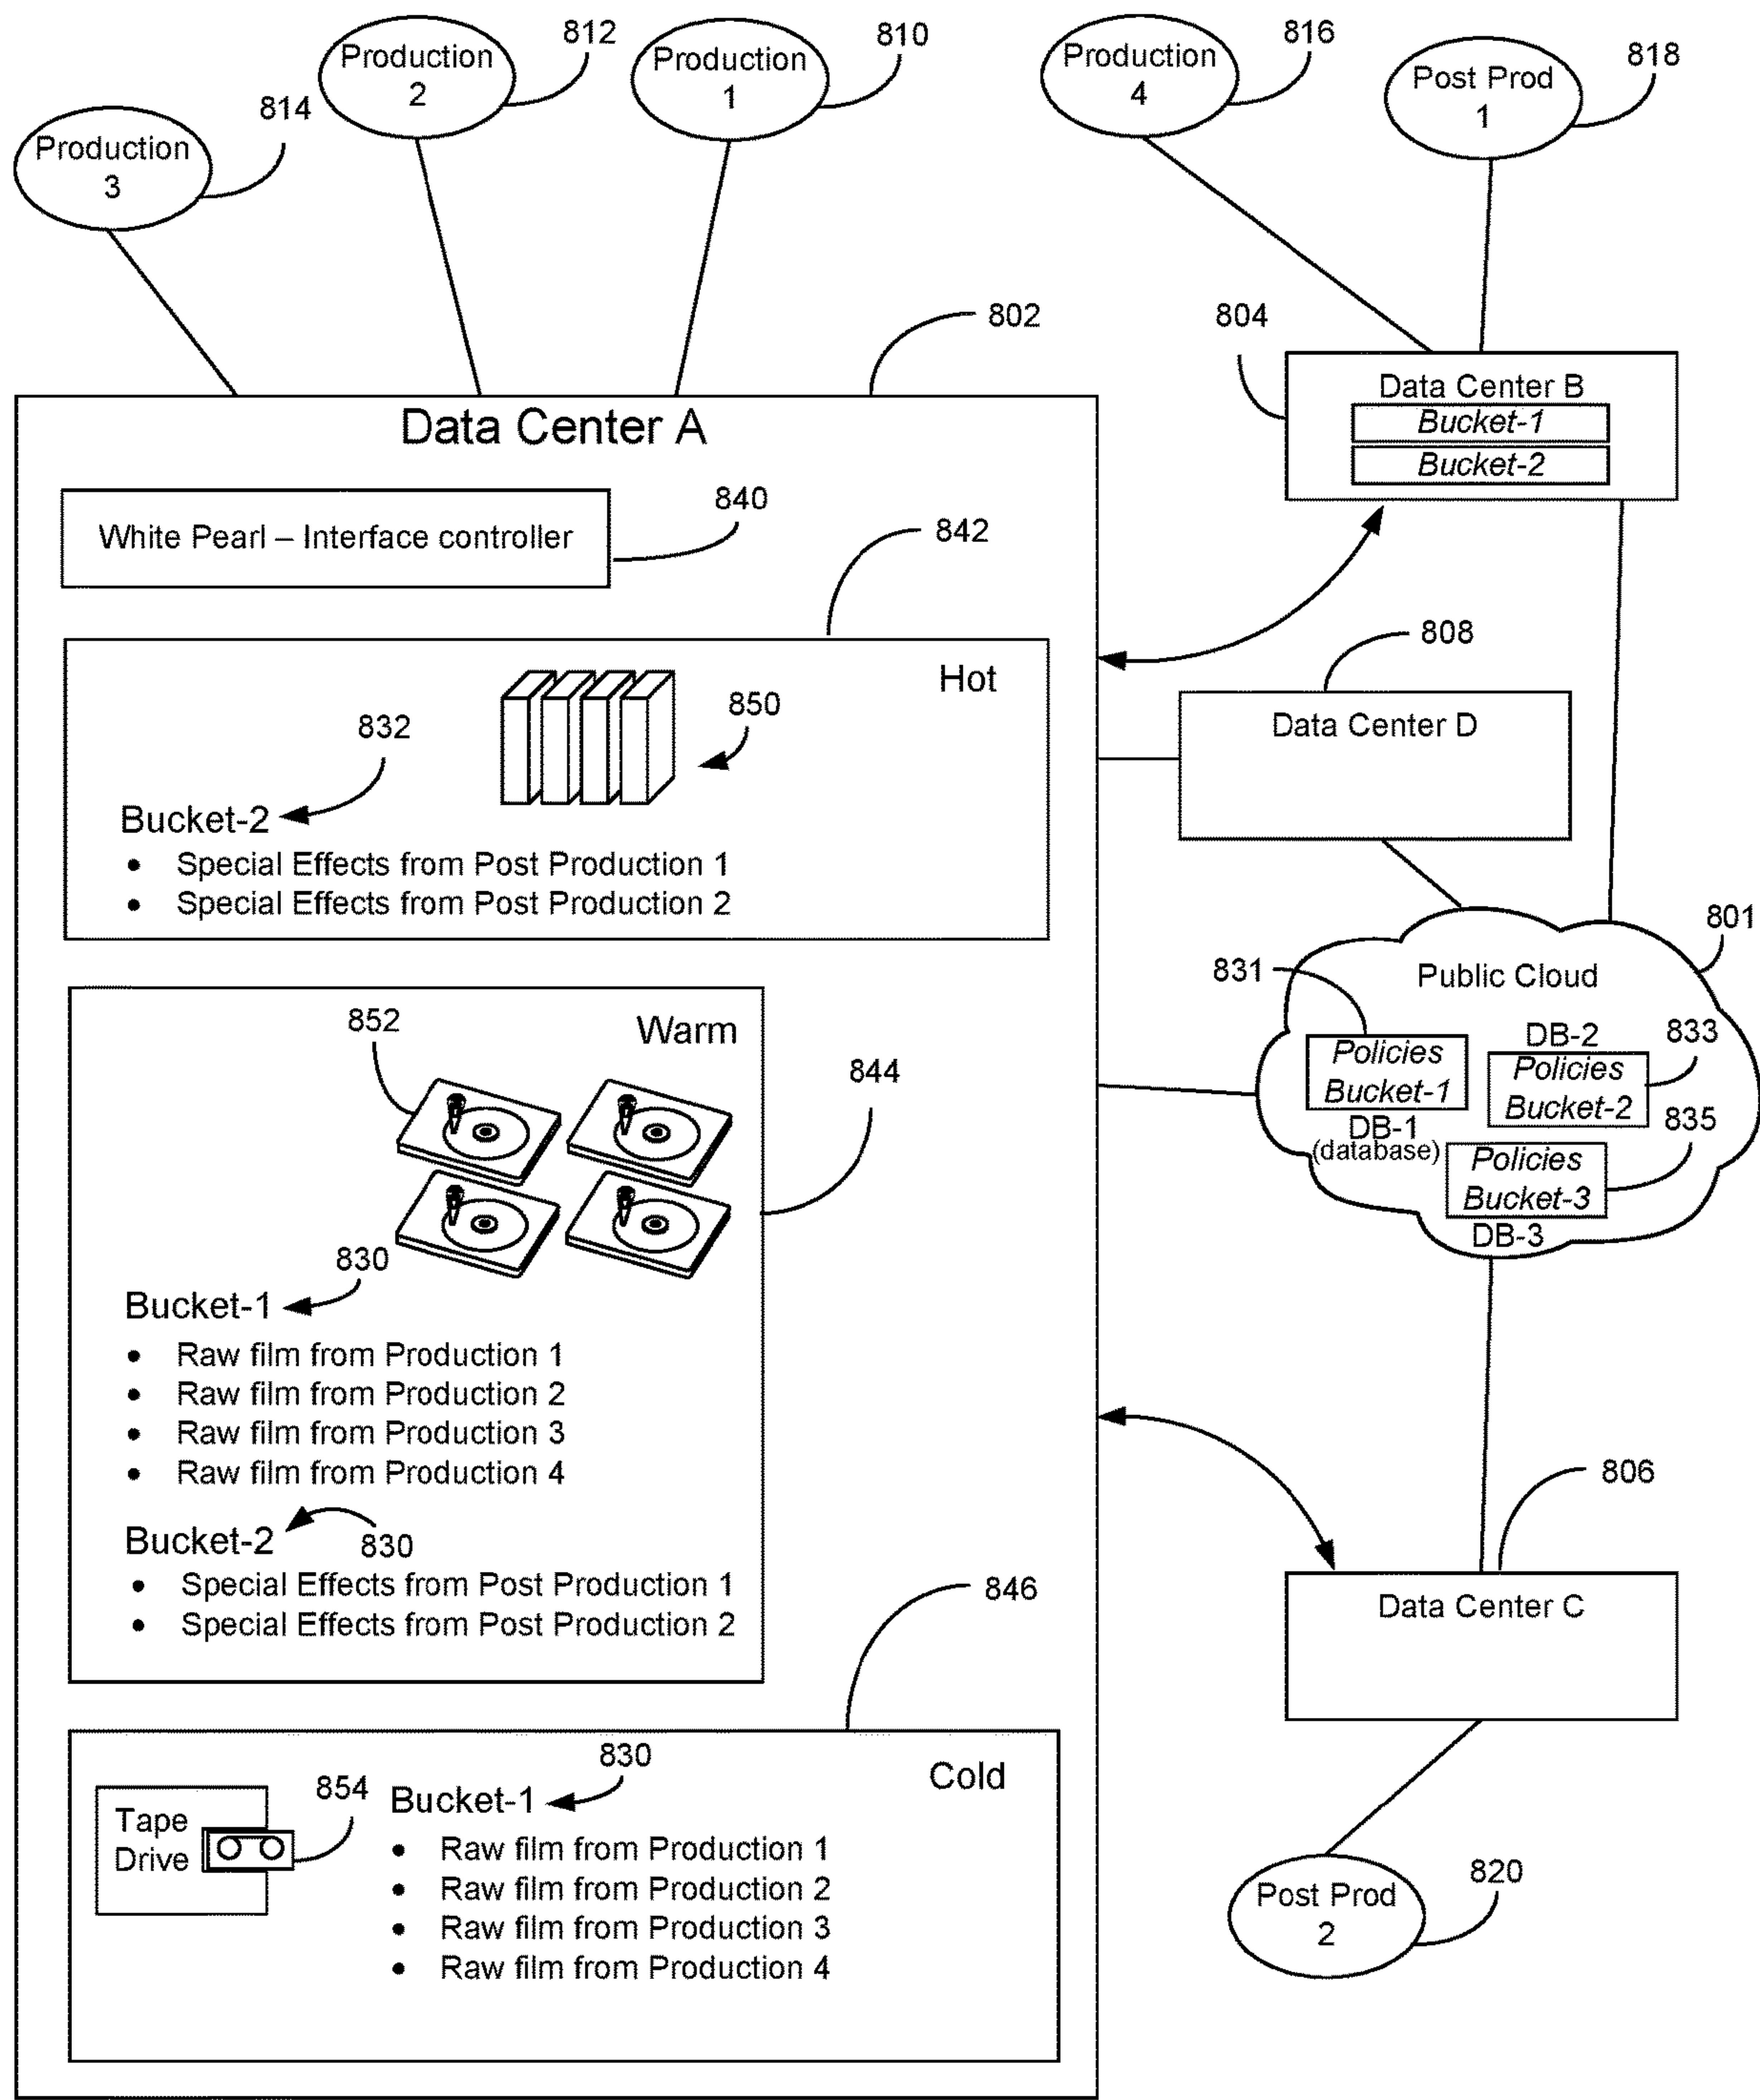 Production
2
812
Production
1
810
Production
4
816
Post Prod
1
818
Production
3
814
802
804
Data Center A
Data Center B
Bucket-1
Bucket-2
White Pearl – Interface controller
840
842
Hot
850
832
Bucket-2
• Special Effects from Post Production 1
• Special Effects from Post Production 2
808
Data Center D
801
831
Public Cloud
Policies
Bucket-1
DB-1
(database)
DB-2
833
Policies
Bucket-2
835
Policies
Bucket-3
DB-3
852
Warm
844
830
Bucket-1
• Raw film from Production 1
• Raw film from Production 2
• Raw film from Production 3
• Raw film from Production 4
Bucket-2
830
• Special Effects from Post Production 1
• Special Effects from Post Production 2
806
Data Center C
846
Cold
Tape
Drive
854
830
Bucket-1
• Raw film from Production 1
• Raw film from Production 2
• Raw film from Production 3
• Raw film from Production 4
Post Prod
2
820